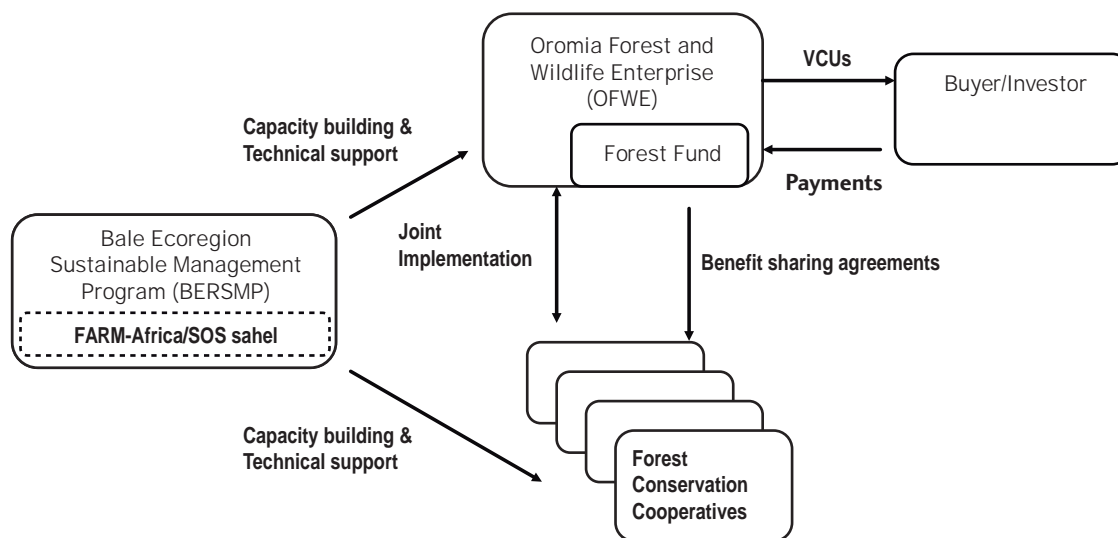 Oromia Forest and
Wildlife Enterprise
(OFWE)
Forest Fund
VCUs
Buyer/Investor
Payments
Capacity building &
Technical support
Bale Ecoregion
Sustainable Management
Program (BERSMP)
FARM-Africa/SOS sahel
Joint
Implementation
Benefit sharing agreements
Capacity building &
Technical support
Forest
Conservation
Cooperatives